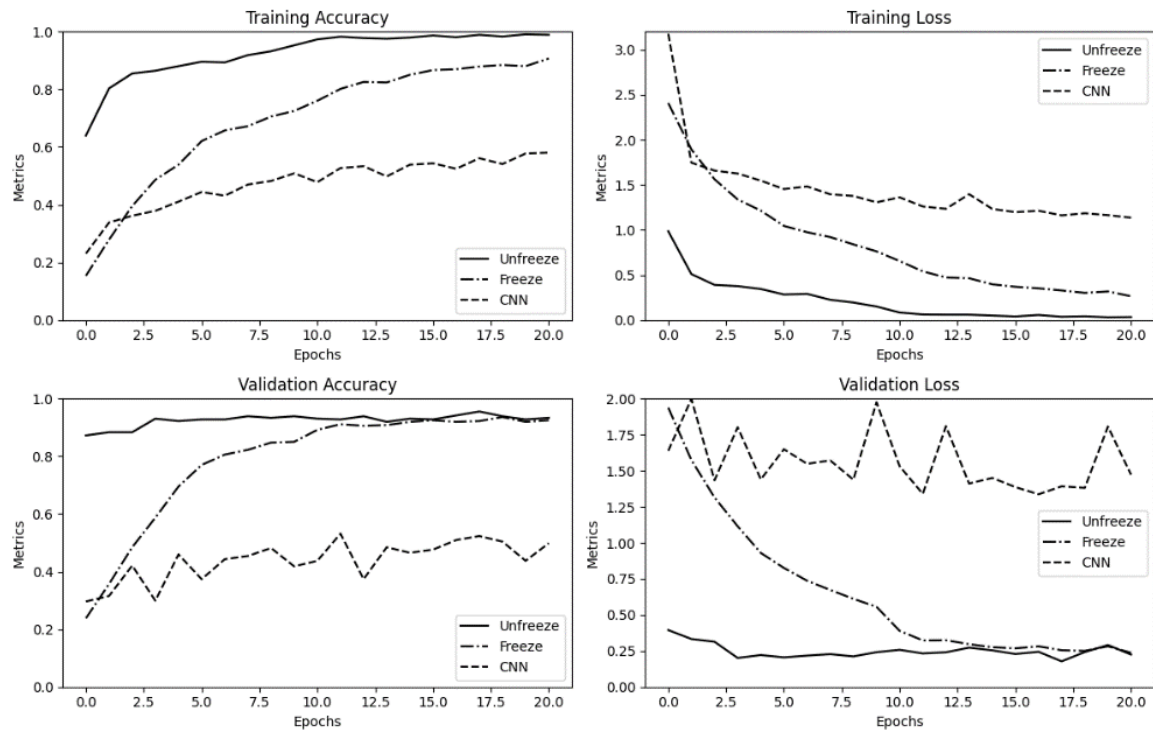 Training Accuracy
1.0
0.8
0.6
0.4
0.2
0.0
Metrics
Unfreeze
Freeze
CNN
0.0 2.5 5.0 7.5 10.0 12.5 15.0 17.5 20.0
Epochs
Training Loss
3.0
2.5
2.0
1.5
1.0
0.5
0.0
Metrics
Unfreeze
Freeze
CNN
0.0 2.5 5.0 7.5 10.0 12.5 15.0 17.5 20.0
Epochs
Validation Accuracy
1.0
0.8
0.6
0.4
0.2
0.0
Metrics
Unfreeze
Freeze
CNN
0.0 2.5 5.0 7.5 10.0 12.5 15.0 17.5 20.0
Epochs
Validation Loss
2.00
1.75
1.50
1.25
1.00
0.75
0.50
0.25
0.00
Metrics
Unfreeze
Freeze
CNN
0.0 2.5 5.0 7.5 10.0 12.5 15.0 17.5 20.0
Epochs